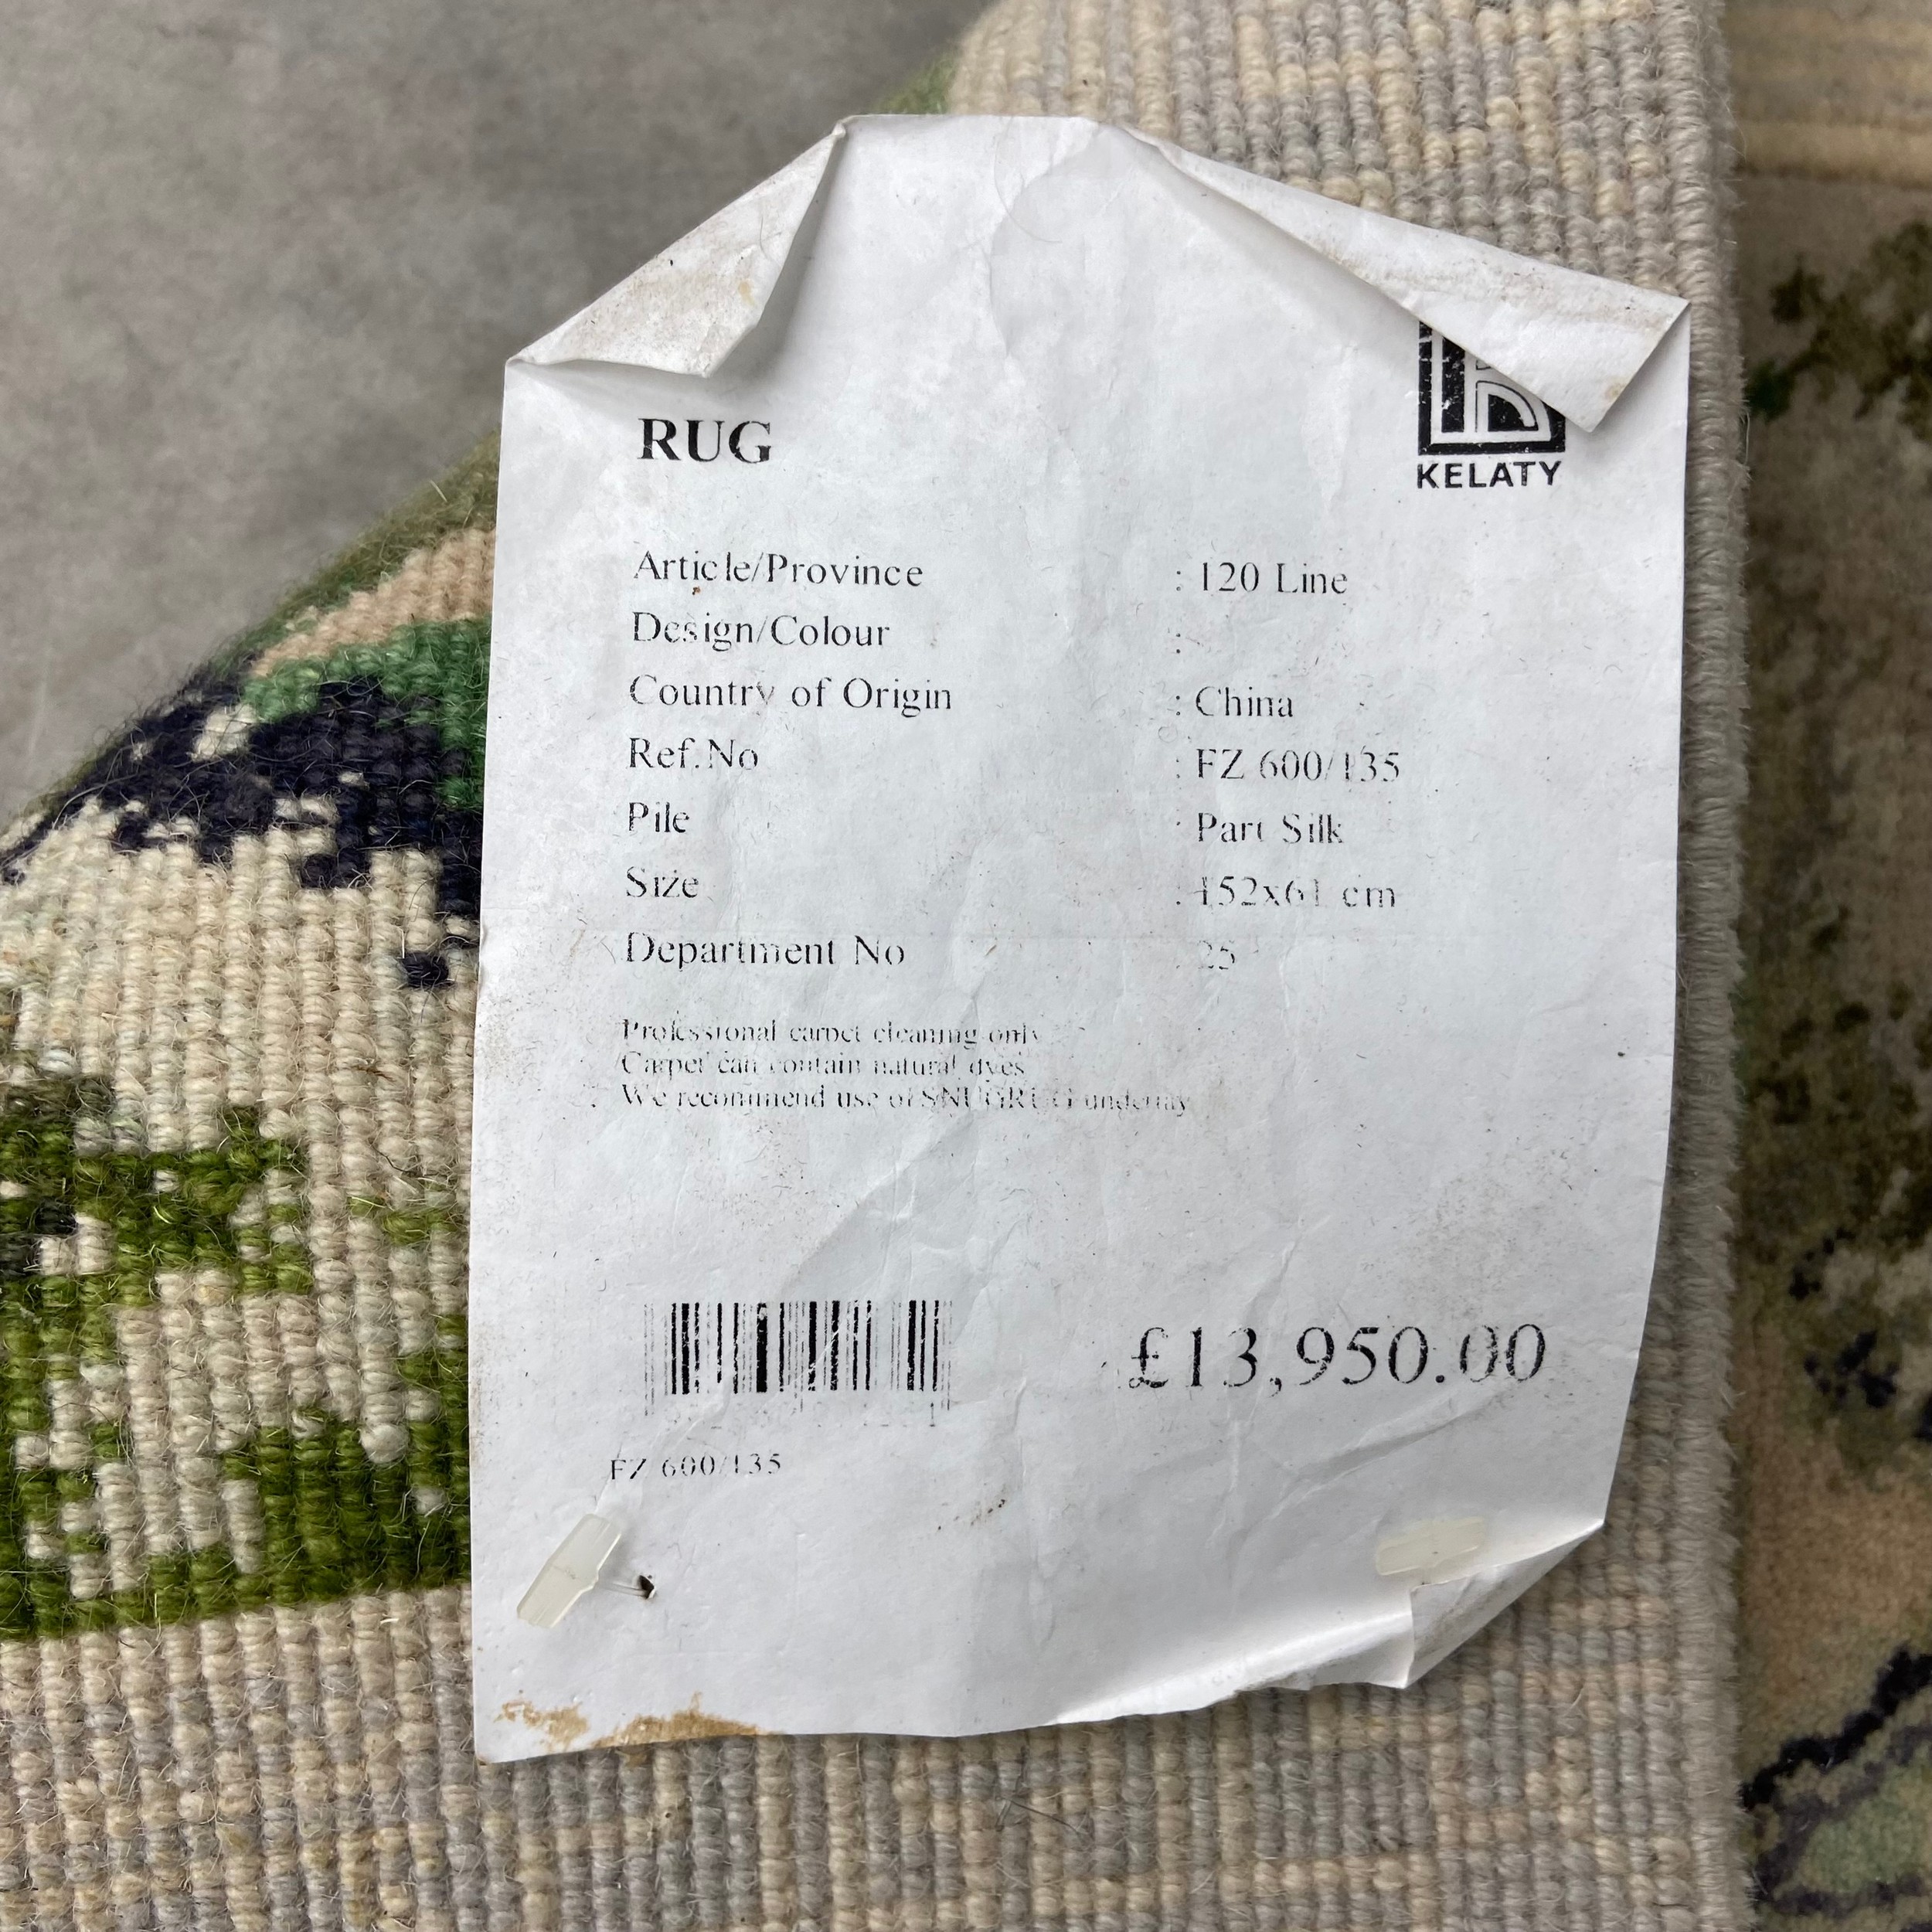 KELATY
RUG
Article/Province : 120 Line
Design/Colour :
Country of Origin : China
Ref.No : FZ 600/135
Pile : Part Silk
Size : 152x61 cm
Department No : 25
Professional carpet cleaning only
Carpet can contain natural dyes
We recommend use of SNUGRUG underlay
£13,950.00
FZ 600/135